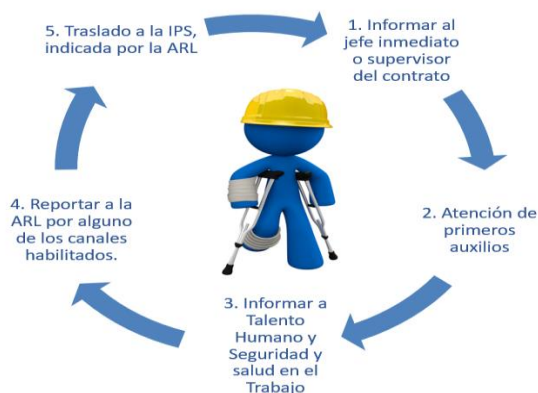 1. Informar al
jefe inmediato
o supervisor
del contrato
2. Atención de
primeros
auxilios
3. Informar a
Talento
Humano y
Seguridad y
salud en el
Trabajo
4. Reportar a la
ARL por alguno
de los canales
habilitados.
5. Traslado a la IPS,
indicada por la ARL